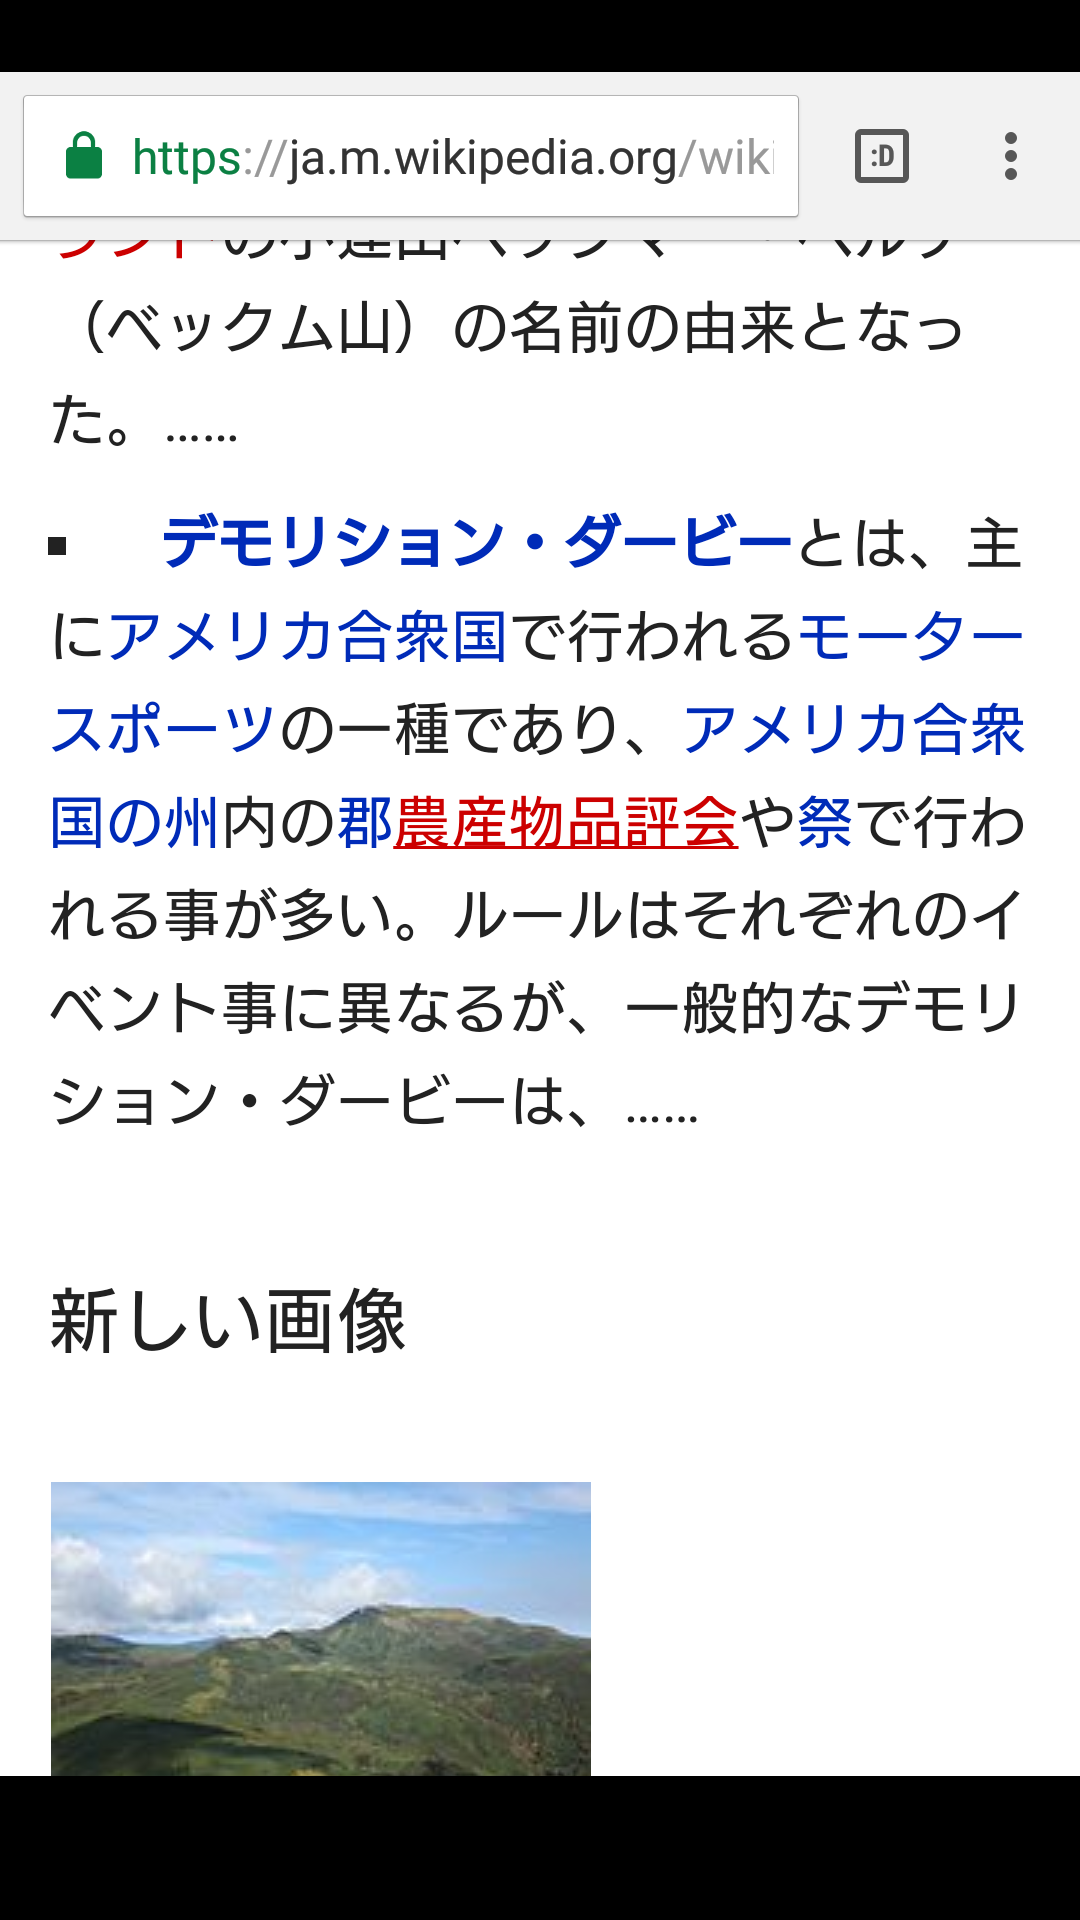 https://ja.m.wikipedia.org/wiki
:D
（ベックム山）の名前の由来となっ
た。……
▪ デモリション・ダービーとは、主
にアメリカ合衆国で行われるモーター
スポーツの一種であり、アメリカ合衆
国の州内の郡農産物品評会や祭で行わ
れる事が多い。ルールはそれぞれのイ
ベント事に異なるが、一般的なデモリ
ション・ダービーは、……
新しい画像